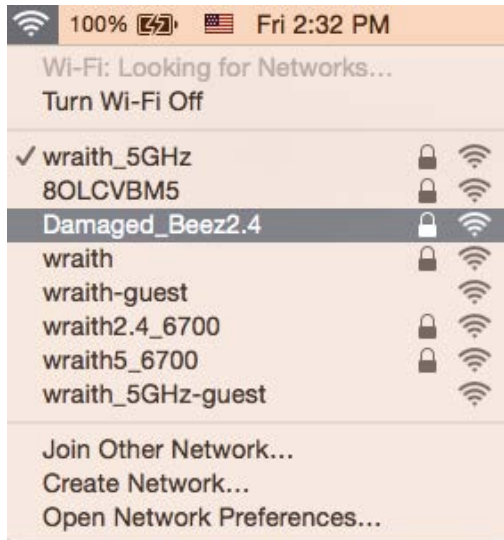 100% Fri 2:32 PM
Wi-Fi: Looking for Networks...
Turn Wi-Fi Off
wraith_5GHz
8OLCVBM5
Damaged_Beez2.4
wraith
wraith-guest
wraith2.4_6700
wraith5_6700
wraith_5GHz-guest
Join Other Network...
Create Network...
Open Network Preferences...